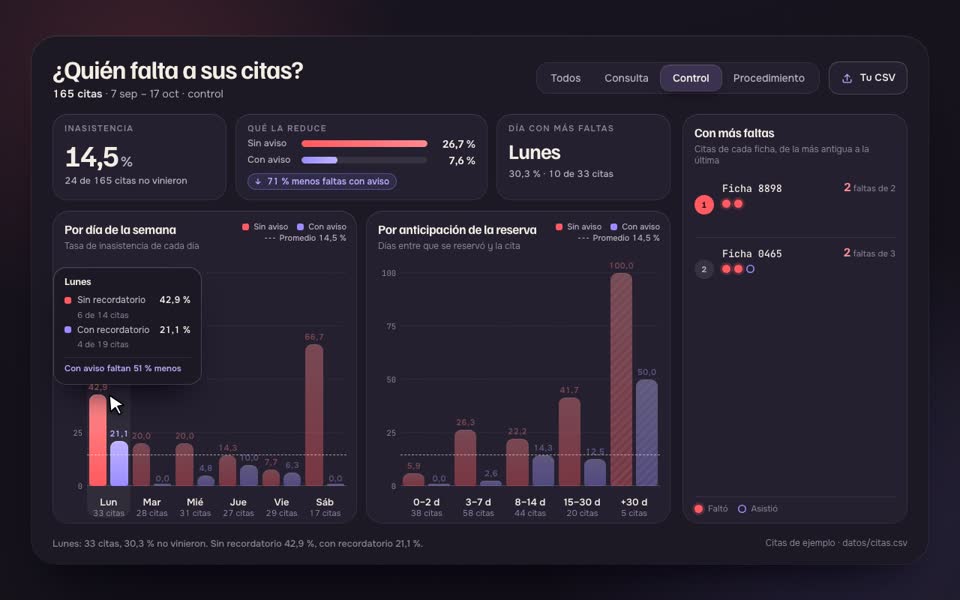 ¿Quién falta a sus citas?
165 citas · 7 sep – 17 oct · control
Todos
Consulta
Control
Procedimiento
Tu CSV
INASISTENCIA
14,5 %
24 de 165 citas no vinieron
QUÉ LA REDUCE
Sin aviso
26,7 %
Con aviso
7,6 %
↓ 71 % menos faltas con aviso
DÍA CON MÁS FALTAS
Lunes
30,3 % · 10 de 33 citas
Por día de la semana
Tasa de inasistencia de cada día
Sin aviso
Con aviso
--- Promedio 14,5 %
Lunes
Sin recordatorio 42,9 %
6 de 14 citas
Con recordatorio 21,1 %
4 de 19 citas
Con aviso faltan 51 % menos
66,7
42,9
21,1
20,0
0,0
20,0
4,8
14,3
10,0
7,7
6,3
0,0
25
0
Lun
Mar
Mié
Jue
Vie
Sáb
33 citas
28 citas
31 citas
27 citas
29 citas
17 citas
Por anticipación de la reserva
Días entre que se reservó y la cita
Sin aviso
Con aviso
--- Promedio 14,5 %
100
75
50
25
0
5,9
0,0
26,3
2,6
22,2
14,3
41,7
12,5
100,0
50,0
0–2 d
3–7 d
8–14 d
15–30 d
+30 d
38 citas
58 citas
44 citas
20 citas
5 citas
Con más faltas
Citas de cada ficha, de la más antigua a la
última
1
Ficha 8898
2 faltas de 2
2
Ficha 0465
2 faltas de 3
Faltó
Asistió
Lunes: 33 citas, 30,3 % no vinieron. Sin recordatorio 42,9 %, con recordatorio 21,1 %.
Citas de ejemplo · datos/citas.csv